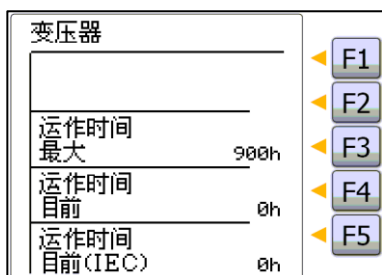 变压器
F1
F2
运作时间
最大 900h
F3
运作时间
目前 0h
F4
运作时间
目前(IEC) 0h
F5